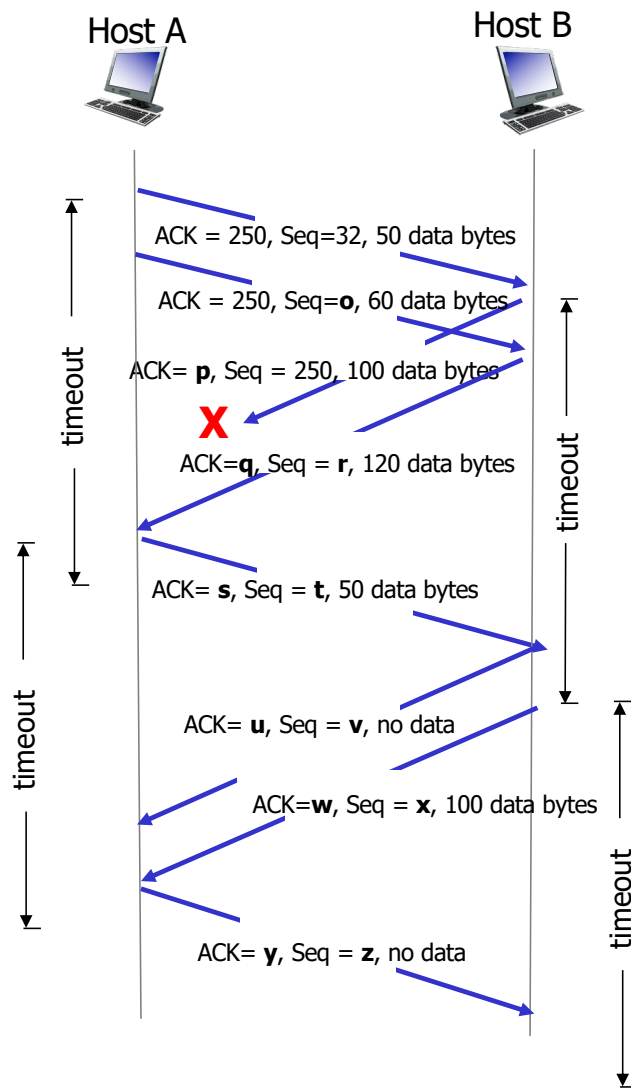 Host A
Host B
ACK = 250, Seq=32, 50 data bytes
ACK = 250, Seq=o, 60 data bytes
ACK= p, Seq = 250, 100 data bytes
X
ACK=q, Seq = r, 120 data bytes
timeout
timeout
ACK= s, Seq = t, 50 data bytes
ACK= u, Seq = v, no data
timeout
ACK=w, Seq = x, 100 data bytes
timeout
ACK= y, Seq = z, no data